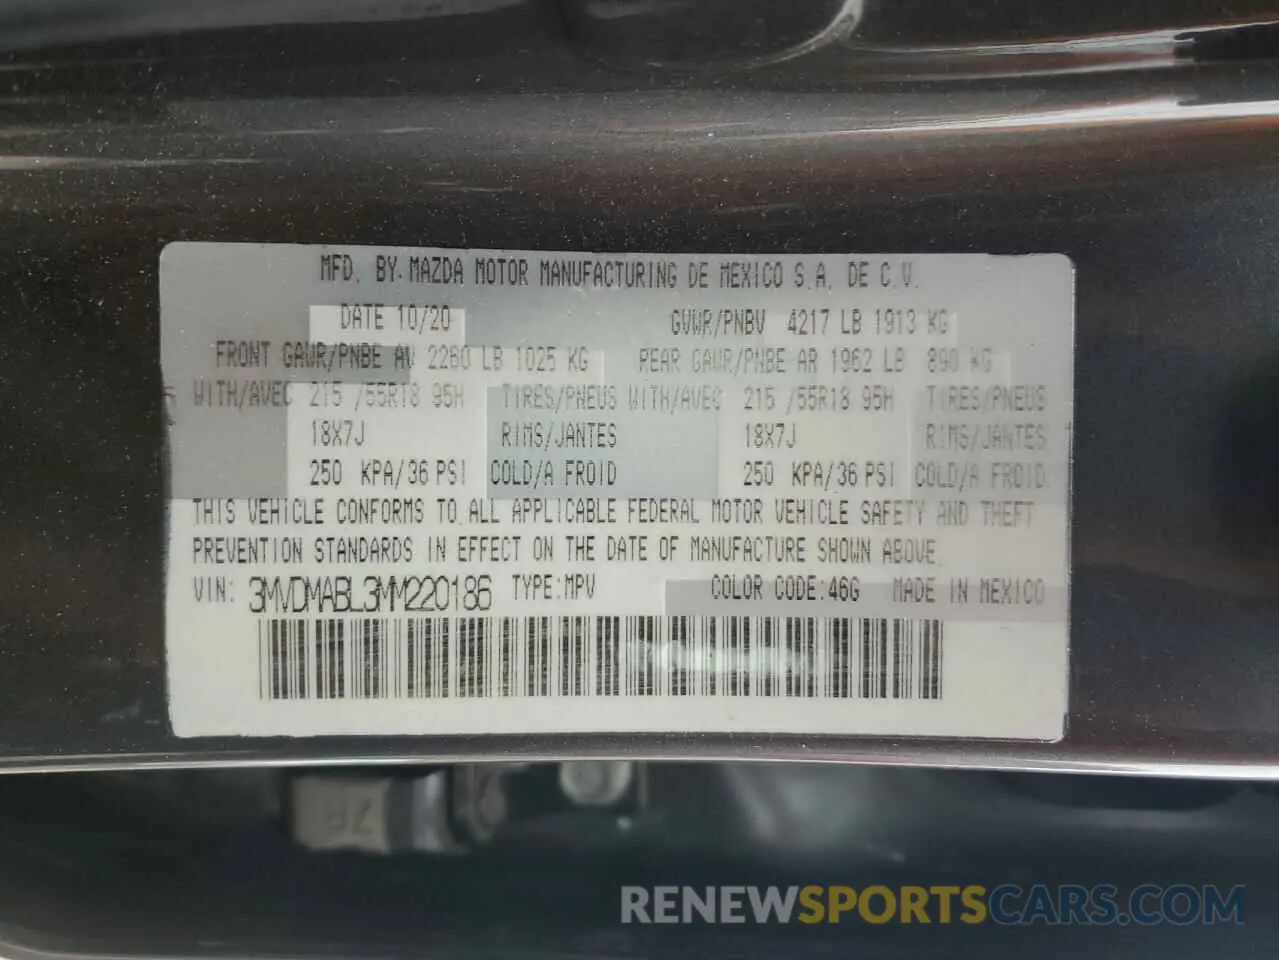 MFD. BY. MAZDA MOTOR MANUFACTURING DE MEXICO S.A. DE C.V.
DATE 10/20 GVWR/PNBV 4217 LB 1913 KG
FRONT GAWR/PNBE AV 2260 LB 1025 KG REAR GAWR/PNBE AR 1962 LB 890 KG
WITH/AVEC 215 /55R18 95H TIRES/PNEUS WITH/AVEC 215 /55R18 95H TIRES/PNEUS
18X7J RIMS/JANTES 18X7J RIMS/JANTES
250 KPA/36 PSI COLD/A FROID 250 KPA/36 PSI COLD/A FROID
THIS VEHICLE CONFORMS TO ALL APPLICABLE FEDERAL MOTOR VEHICLE SAFETY AND THEFT
PREVENTION STANDARDS IN EFFECT ON THE DATE OF MANUFACTURE SHOWN ABOVE.
VIN: 3MVDMABL3MM220186 TYPE:MPV COLOR CODE:46G MADE IN MEXICO
RENEWSPORTSCARS.COM